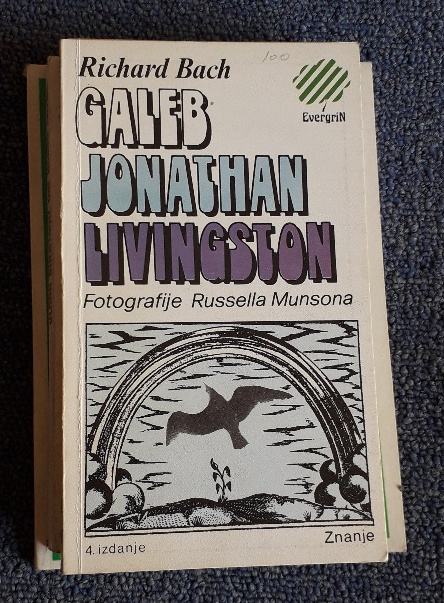 100
Richard Bach
EvergriN
GALEB
JONATHAN
LIVINGSTON
Fotografije Russella Munsona
4. izdanje
Znanje